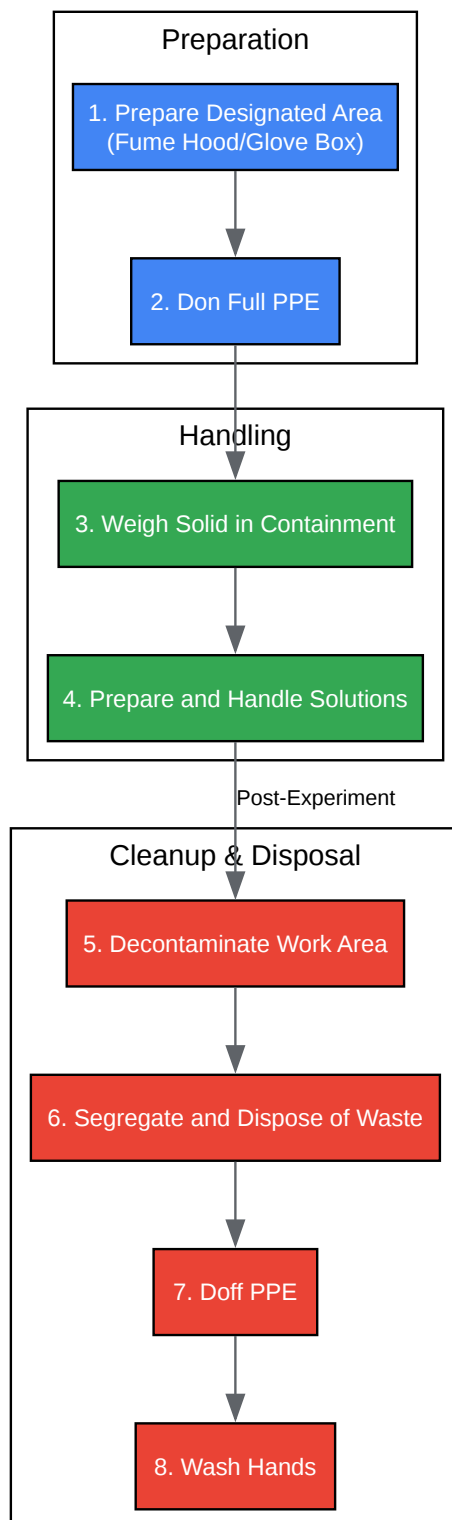 Preparation
1. Prepare Designated Area
(Fume Hood/Glove Box)
2. Don Full PPE
Handling
3. Weigh Solid in Containment
4. Prepare and Handle Solutions
Post-Experiment
Cleanup & Disposal
5. Decontaminate Work Area
6. Segregate and Dispose of Waste
7. Doff PPE
8. Wash Hands